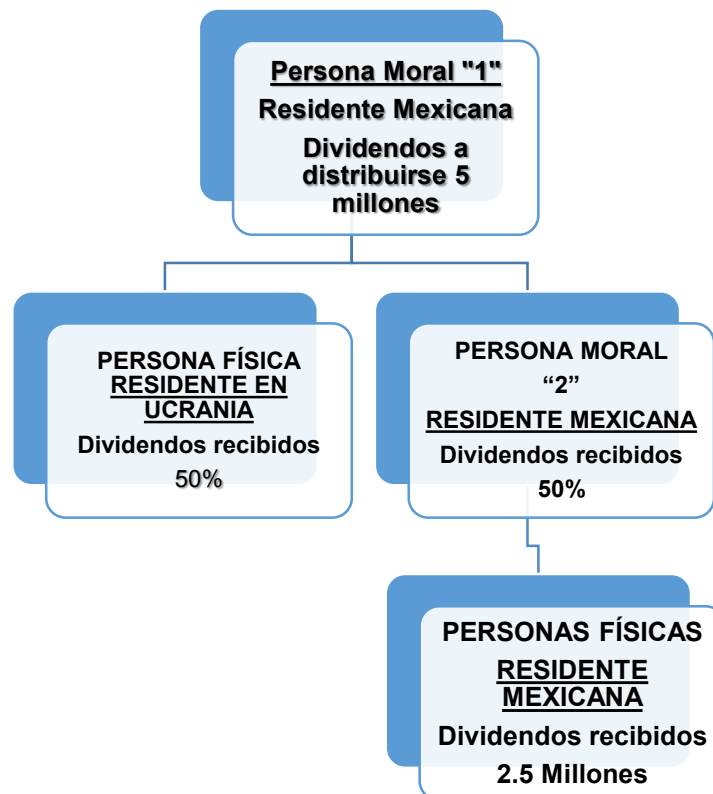 Persona Moral "1"
Residente Mexicana
Dividendos a
distribuirse 5
millones
PERSONA FÍSICA
RESIDENTE EN
UCRANIA
Dividendos recibidos
50%
PERSONA MORAL
“2”
RESIDENTE MEXICANA
Dividendos recibidos
50%
PERSONAS FÍSICAS
RESIDENTE
MEXICANA
Dividendos recibidos
2.5 Millones